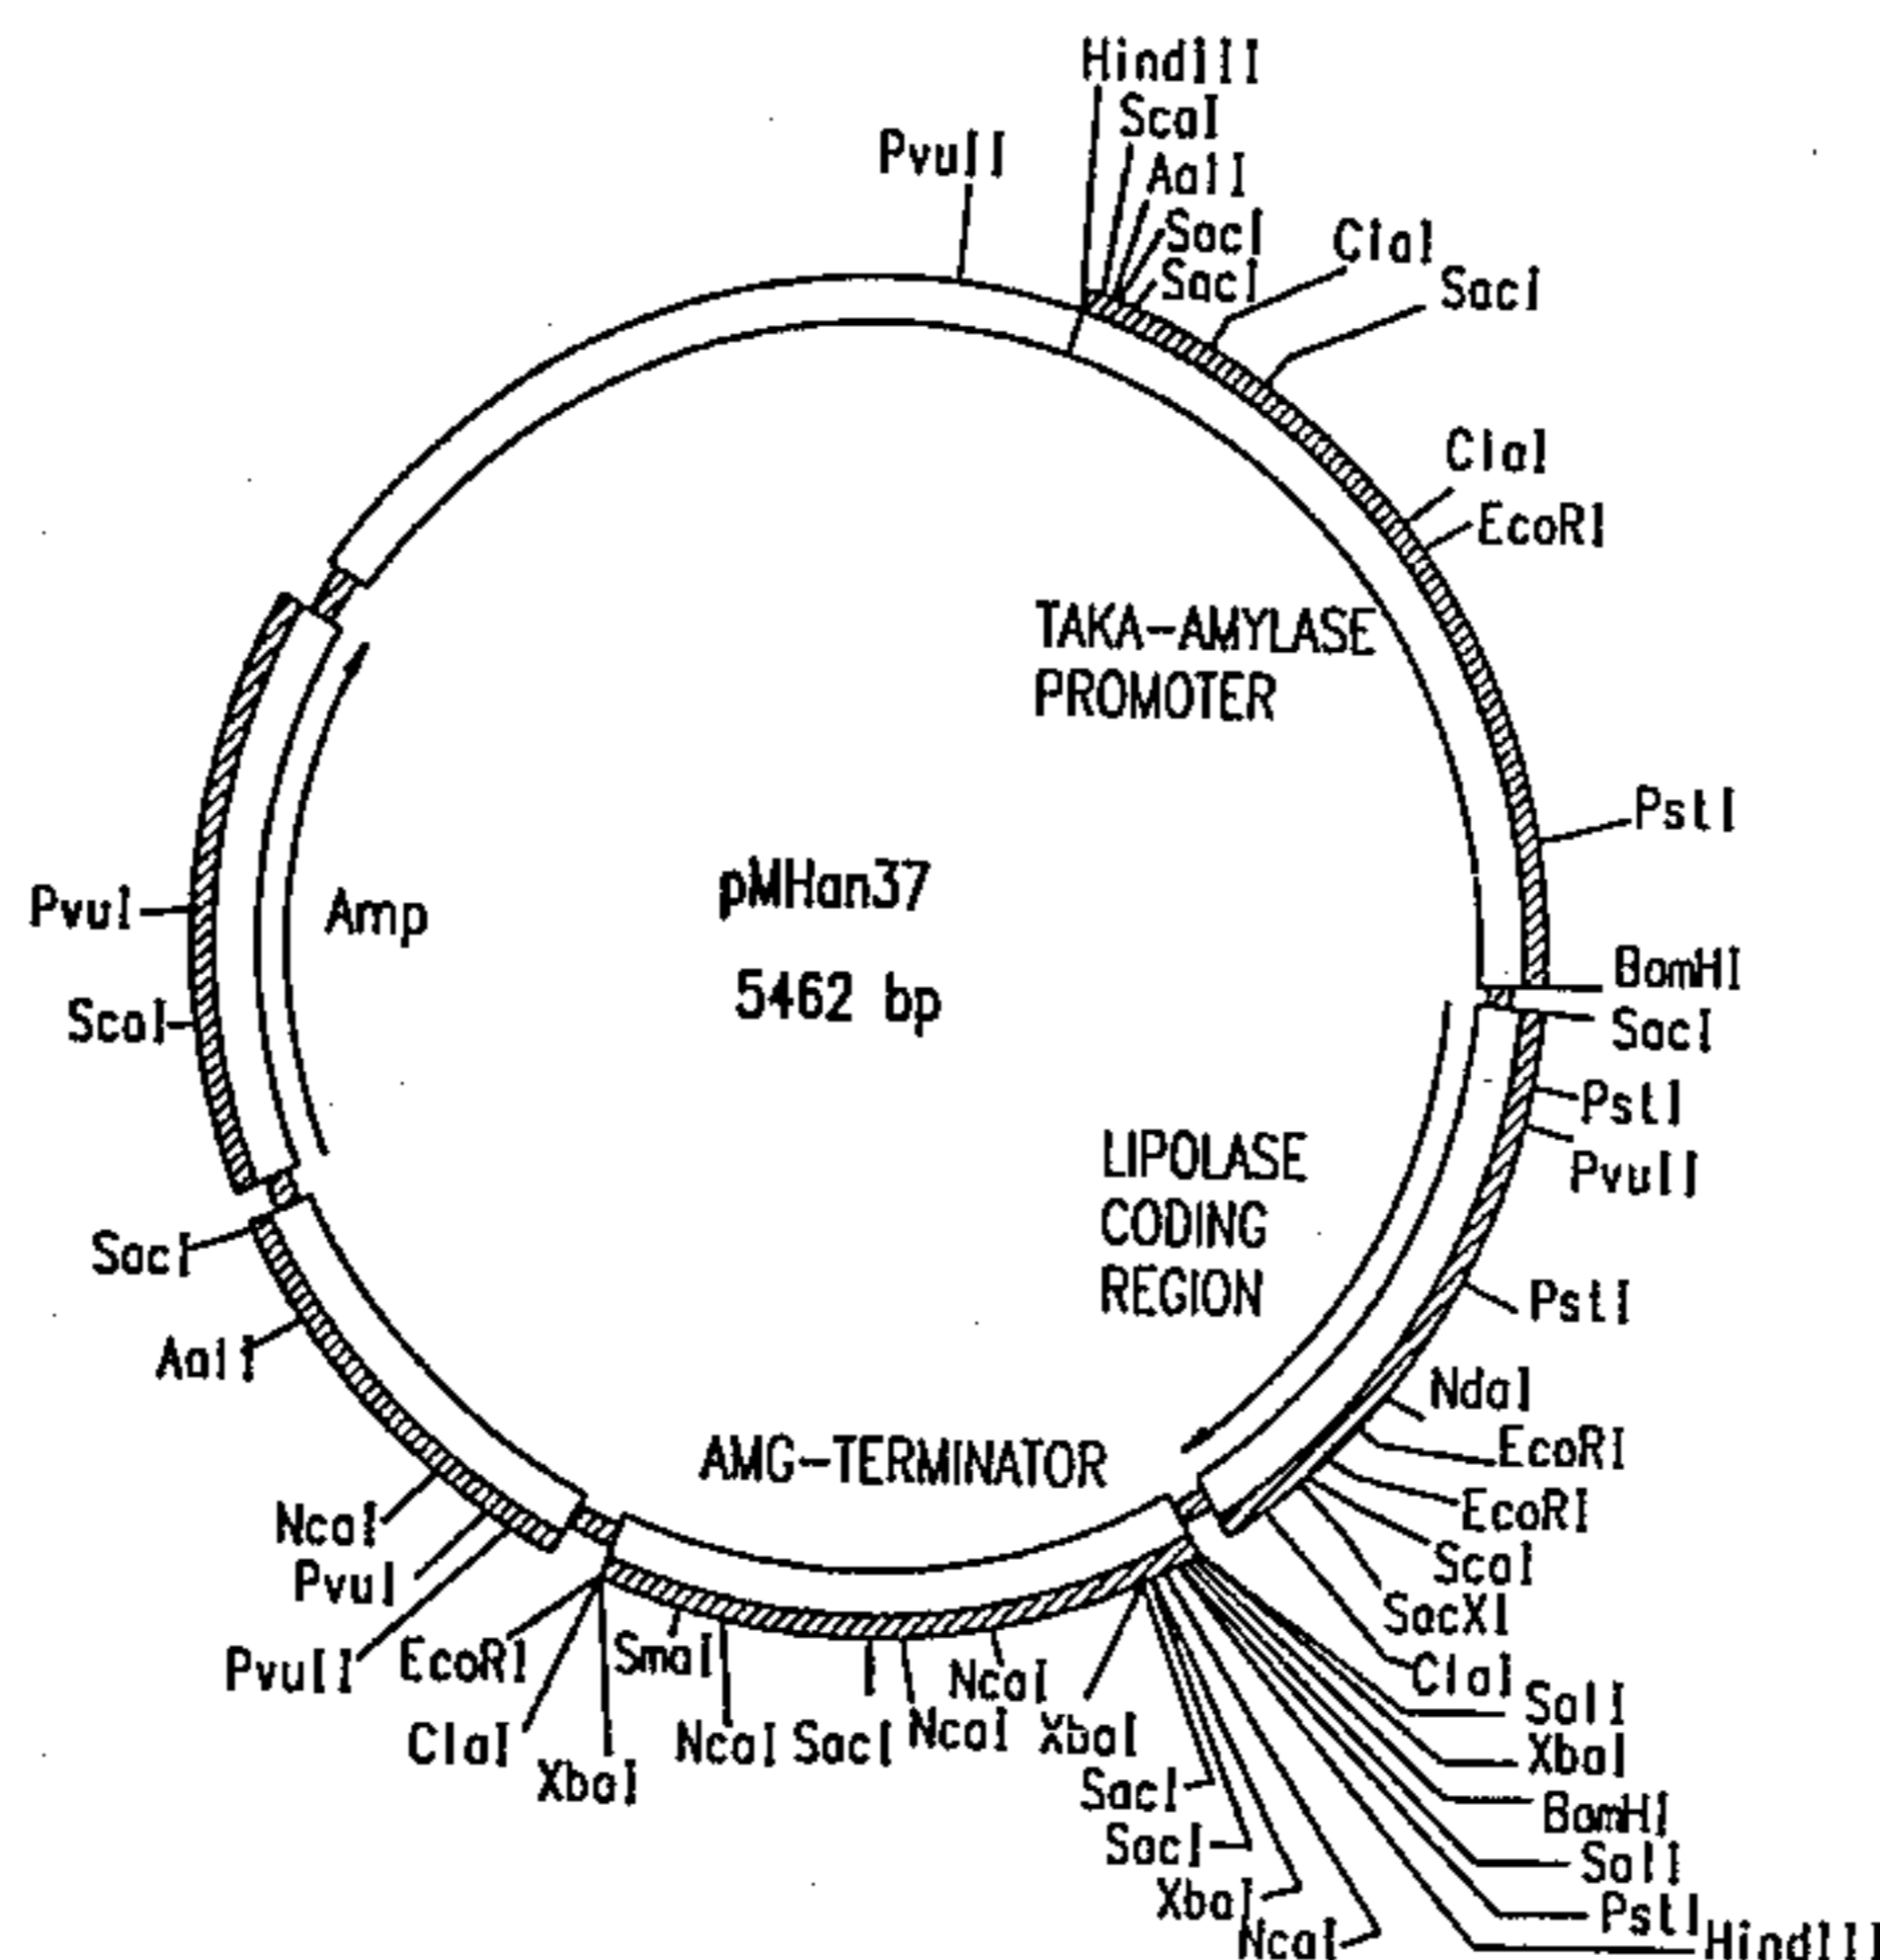 HindIII
ScaI
PvuII
AatI
SacI
SacI
ClaI
SacI
ClaI
EcoRI
TAKA-AMYLASE
PROMOTER
PstI
pMHan37
5462 bp
PvuI
Amp
BamHI
ScaI
SacI
PstI
PvuII
LIPOLASE
CODING
REGION
SacI
PstI
AatI
NdaI
AMG-TERMINATOR
EcoRI
EcoRI
NcaI
ScaI
PvuI
SacXI
PvuII
EcoRI
SmaI
NcaI
ClaI
SalI
ClaI
NcaI
SacI
NcaI
XbaI
XbaI
XbaI
SacI
BamHI
SacI
SalI
XbaI
PstI
NcaI
HindIII